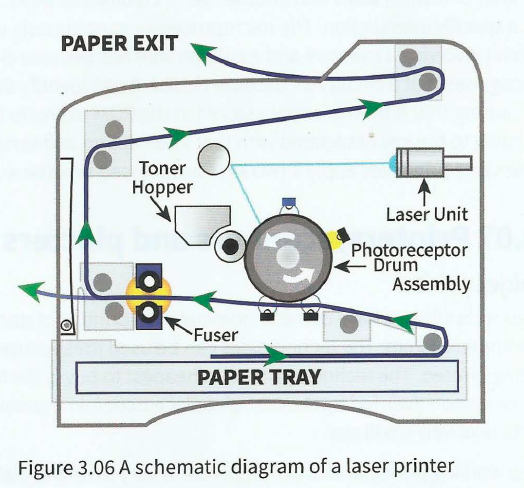 PAPER EXIT
Toner
Hopper
Laser Unit
Photoreceptor
Drum
Assembly
Fuser
PAPER TRAY
Figure 3.06 A schematic diagram of a laser printer